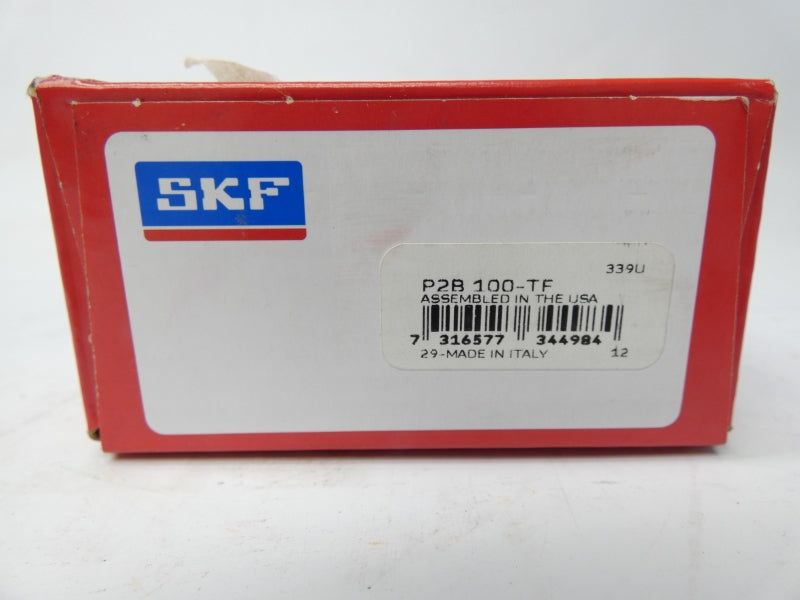 SKF
339U
P2B 100-TF
ASSEMBLED IN THE USA
7 316577 344984
29-MADE IN ITALY 12